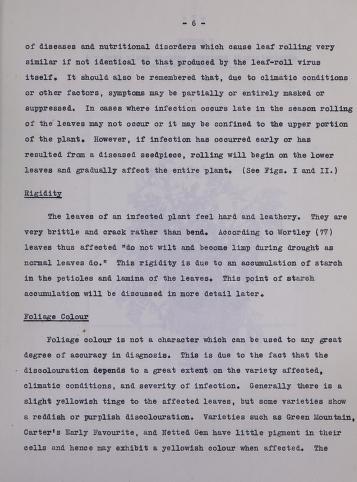 - 6 -
of diseases and nutritional disorders which cause leaf rolling very
similar if not identical to that produced by the leaf-roll virus
itself. It should also be remembered that, due to climatic conditions
or other factors, symptoms may be partially or entirely masked or
suppressed. In cases where infection occurs late in the season rolling
of the leaves may not occur or it may be confined to the upper portion
of the plant. However, if infection has occurred early or has
resulted from a diseased seedpiece, rolling will begin on the lower
leaves and gradually affect the entire plant. (See Figs. I and II.)
Rigidity
The leaves of an infected plant feel hard and leathery. They are
very brittle and crack rather than bend. According to Wortley (77)
leaves thus affected "do not wilt and become limp during drought as
normal leaves do." This rigidity is due to an accumulation of starch
in the petioles and lamina of the leaves. This point of starch
accumulation will be discussed in more detail later.
Foliage Colour
Foliage colour is not a character which can be used to any great
degree of accuracy in diagnosis. This is due to the fact that the
discolouration depends to a great extent on the variety affected,
climatic conditions, and severity of infection. Generally there is a
slight yellowish tinge to the affected leaves, but some varieties show
a reddish or purplish discolouration. Varieties such as Green Mountain,
Carter's Early Favourite, and Netted Gem have little pigment in their
cells and hence may exhibit a yellowish colour when affected. The